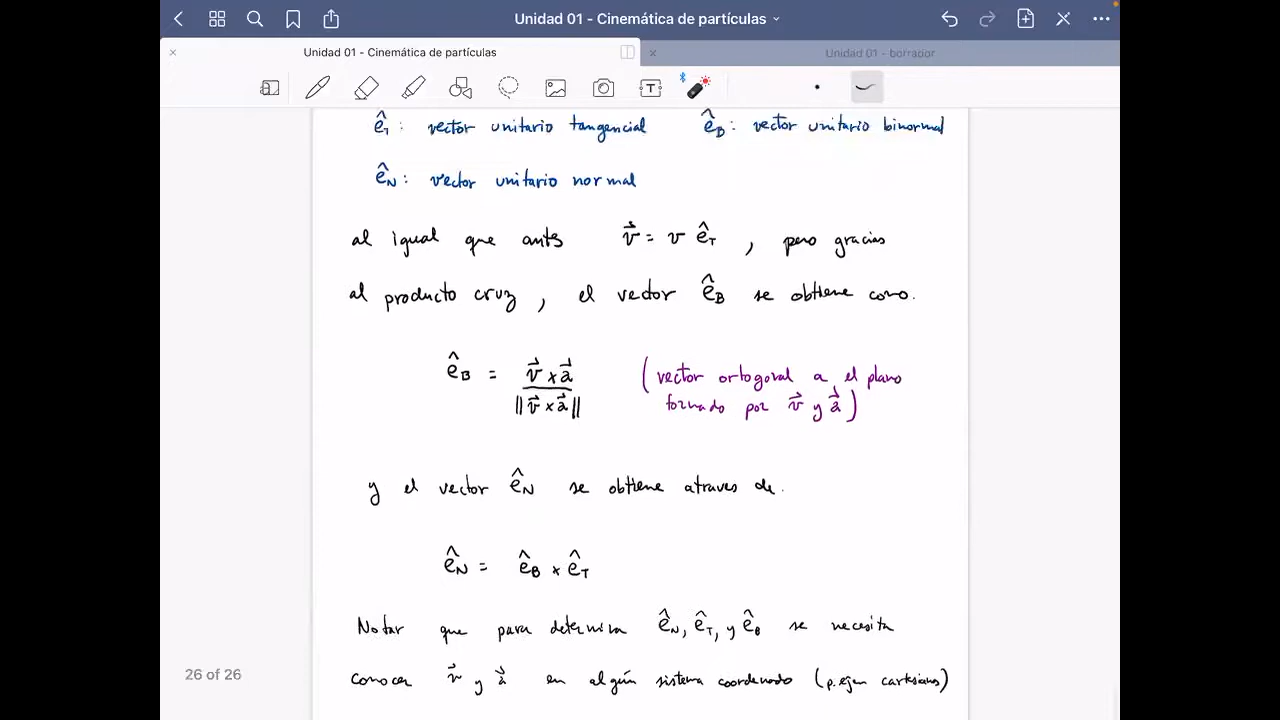 Unidad 01 - Cinemática de partículas
Unidad 01 - Cinemática de partículas
Unidad 01 - borrador
ê_T : vector unitario tangencial ê_B : vector unitario binormal
ê_N : vector unitario normal
al igual que antes v⃗ = v ê_T , pero gracias
al producto cruz , el vector ê_B se obtiene como.
ê_B = v⃗ × a⃗ / ||v⃗ × a⃗|| (vector ortogoral a el plano
formado por v⃗ y a⃗)
y el vector ê_N se obtiene atraves de.
ê_N = ê_B × ê_T
Notar que para determina ê_N, ê_T, y ê_B se necesita
26 of 26
conocer v⃗ y a⃗ en algún sistema coordenado (p.ejem cartesianos)